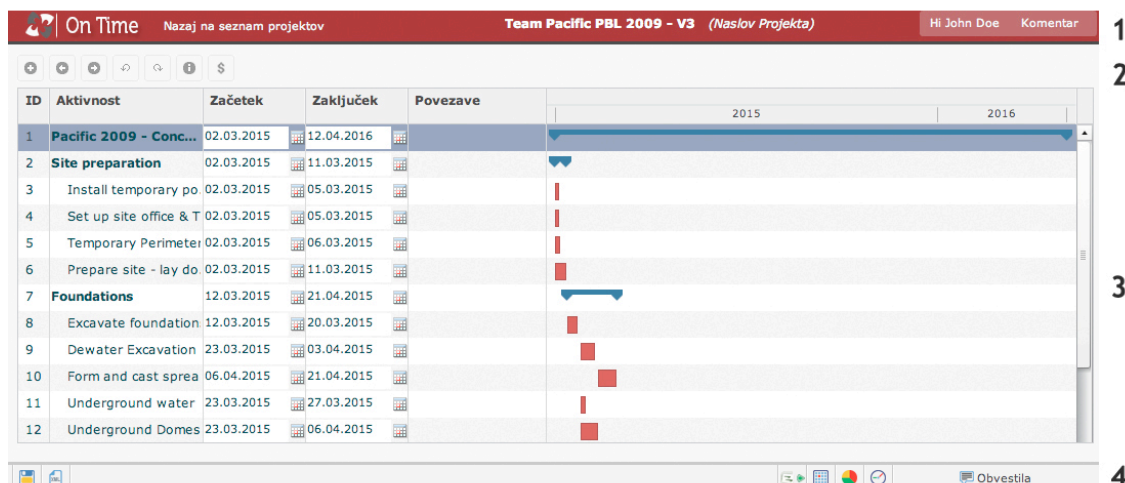 On Time Nazaj na seznam projektov Team Pacific PBL 2009 - V3 (Naslov Projekta) Hi John Doe Komentar 1
$ 2
ID Aktivnost Začetek Zaključek Povezave
2015 2016
1 Pacific 2009 - Conc... 02.03.2015 12.04.2016
2 Site preparation 02.03.2015 11.03.2015
3 Install temporary po. 02.03.2015 05.03.2015
4 Set up site office & T 02.03.2015 05.03.2015
5 Temporary Perimeter 02.03.2015 06.03.2015
6 Prepare site - lay do. 02.03.2015 11.03.2015
7 Foundations 12.03.2015 21.04.2015 3
8 Excavate foundation. 12.03.2015 20.03.2015
9 Dewater Excavation 23.03.2015 03.04.2015
10 Form and cast sprea 06.04.2015 21.04.2015
11 Underground water 23.03.2015 27.03.2015
12 Underground Domes 23.03.2015 06.04.2015
Obvestila 4